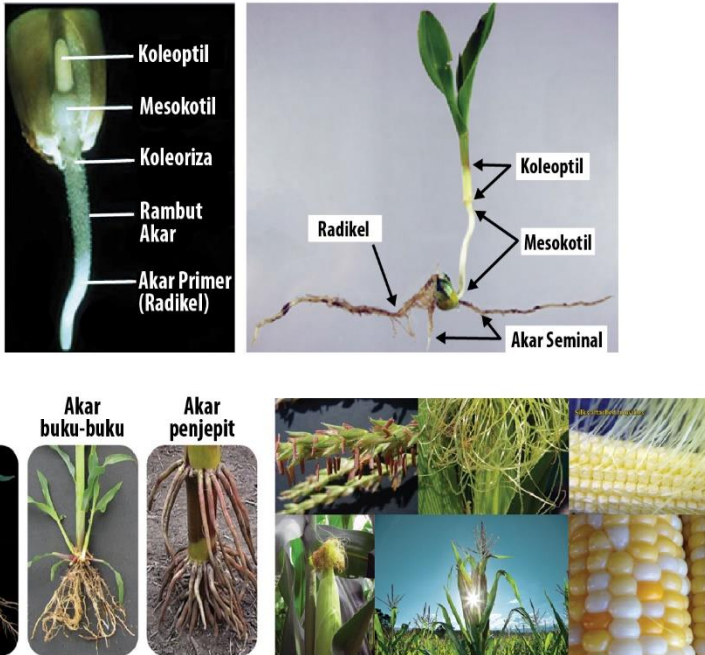 Koleoptil
Mesokotil
Koleoriza
Rambut
Akar
Akar Primer
(Radikel)
Koleoptil
Mesokotil
Radikel
Akar Seminal
Akar
buku-buku
Akar
penjepit